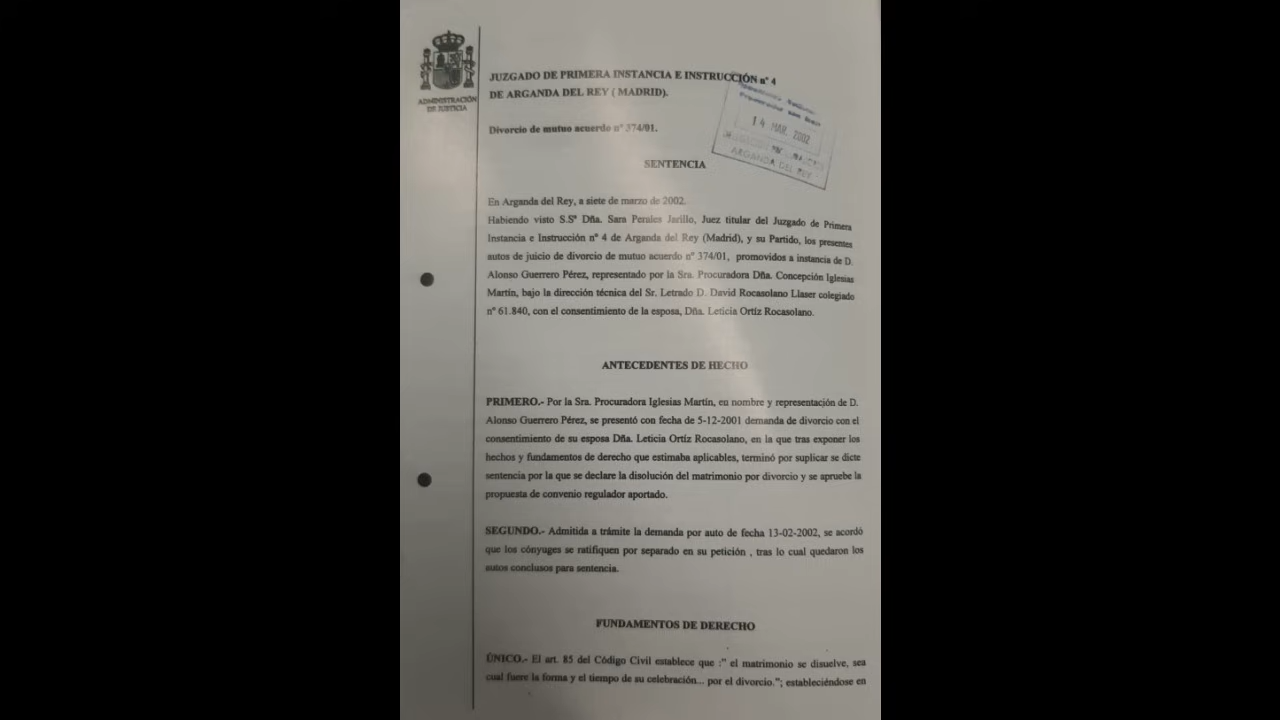 ADMINISTRACIÓN
DE JUSTICIA
JUZGADO DE PRIMERA INSTANCIA E INSTRUCCIÓN nº 4
DE ARGANDA DEL REY ( MADRID).
14 MAR. 2002
ARGANDA DEL REY
Divorcio de mutuo acuerdo nº 374/01.
SENTENCIA
En Arganda del Rey, a siete de marzo de 2002.
Habiendo visto S.Sª Dña. Sara Perales Jarillo, Juez titular del Juzgado de Primera
Instancia e Instrucción nº 4 de Arganda del Rey (Madrid), y su Partido, los presentes
autos de juicio de divorcio de mutuo acuerdo nº 374/01, promovidos a instancia de D.
Alonso Guerrero Pérez, representado por la Sra. Procuradora Dña. Concepción Iglesias
Martín, bajo la dirección técnica del Sr. Letrado D. David Rocasolano Llaser colegiado
nº 61.840, con el consentimiento de la esposa, Dña. Leticia Ortíz Rocasolano.
ANTECEDENTES DE HECHO
PRIMERO.- Por la Sra. Procuradora Iglesias Martín, en nombre y representación de D.
Alonso Guerrero Pérez, se presentó con fecha de 5-12-2001 demanda de divorcio con el
consentimiento de su esposa Dña. Leticia Ortíz Rocasolano, en la que tras exponer los
hechos y fundamentos de derecho que estimaba aplicables, terminó por suplicar se dicte
sentencia por la que se declare la disolución del matrimonio por divorcio y se apruebe la
propuesta de convenio regulador aportado.
SEGUNDO.- Admitida a trámite la demanda por auto de fecha 13-02-2002, se acordó
que los cónyuges se ratifiquen por separado en su petición , tras lo cual quedaron los
autos conclusos para sentencia.
FUNDAMENTOS DE DERECHO
ÚNICO.- El art. 85 del Código Civil establece que :" el matrimonio se disuelve, sea
cual fuere la forma y el tiempo de su celebración... por el divorcio."; estableciéndose en